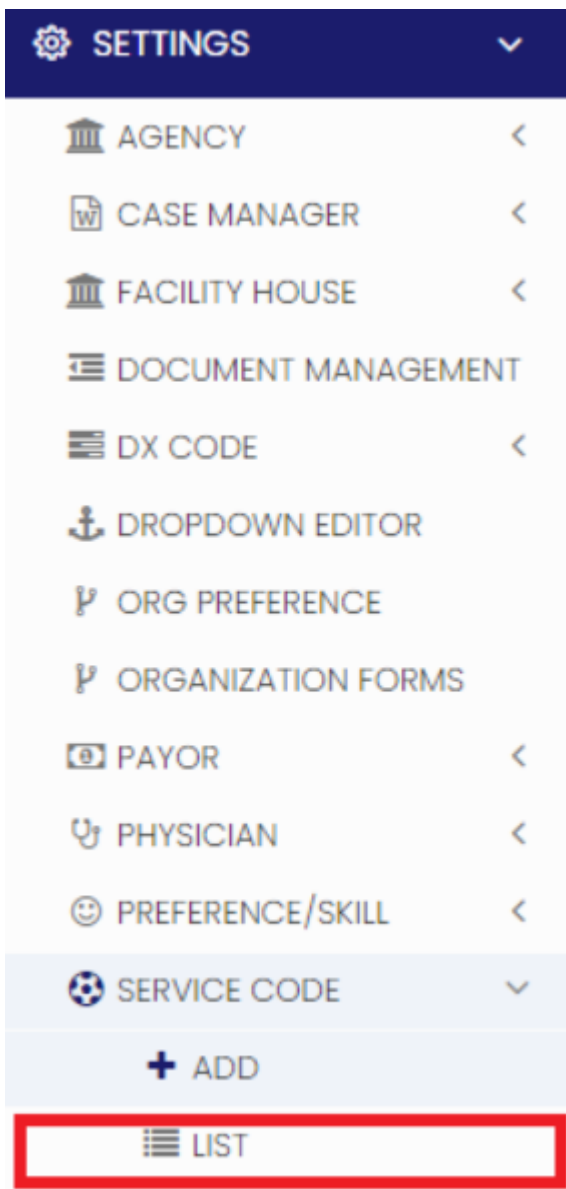 SETTINGS
AGENCY
CASE MANAGER
FACILITY HOUSE
DOCUMENT MANAGEMENT
DX CODE
DROPDOWN EDITOR
ORG PREFERENCE
ORGANIZATION FORMS
PAYOR
PHYSICIAN
PREFERENCE/SKILL
SERVICE CODE
ADD
LIST